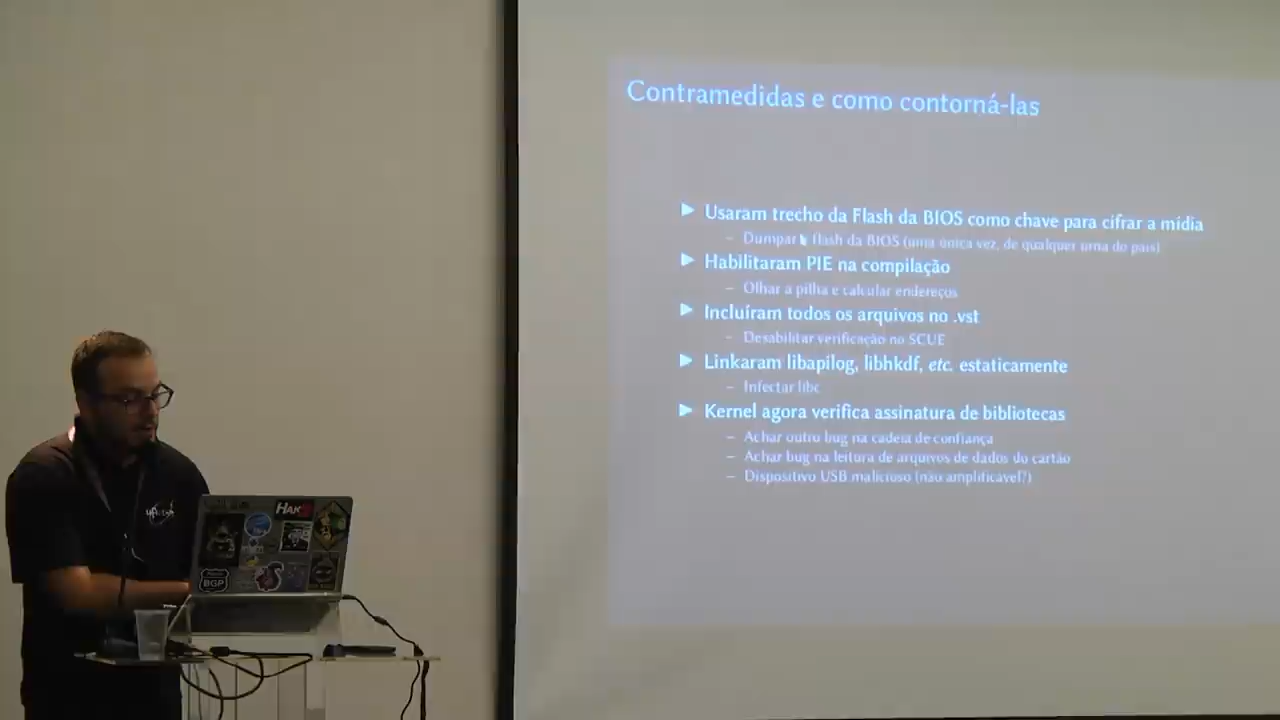 Contramedidas e como contorná-las
Usaram trecho da Flash da BIOS como chave para cifrar a mídia
– Dumpar flash da BIOS (uma única vez, de qualquer urna do país)
Habilitaram PIE na compilação
– Olhar a pilha e calcular endereços
Incluíram todos os arquivos no .vst
– Desabilitar verificação no SCUE
Linkaram libapilog, libhkdf, etc. estaticamente
– Infectar libc
Kernel agora verifica assinatura de bibliotecas
– Achar outro bug na cadeia de confiança
– Achar bug na leitura de arquivos de dados do cartão
– Dispositivo USB malicioso (não amplificável?)
BGP